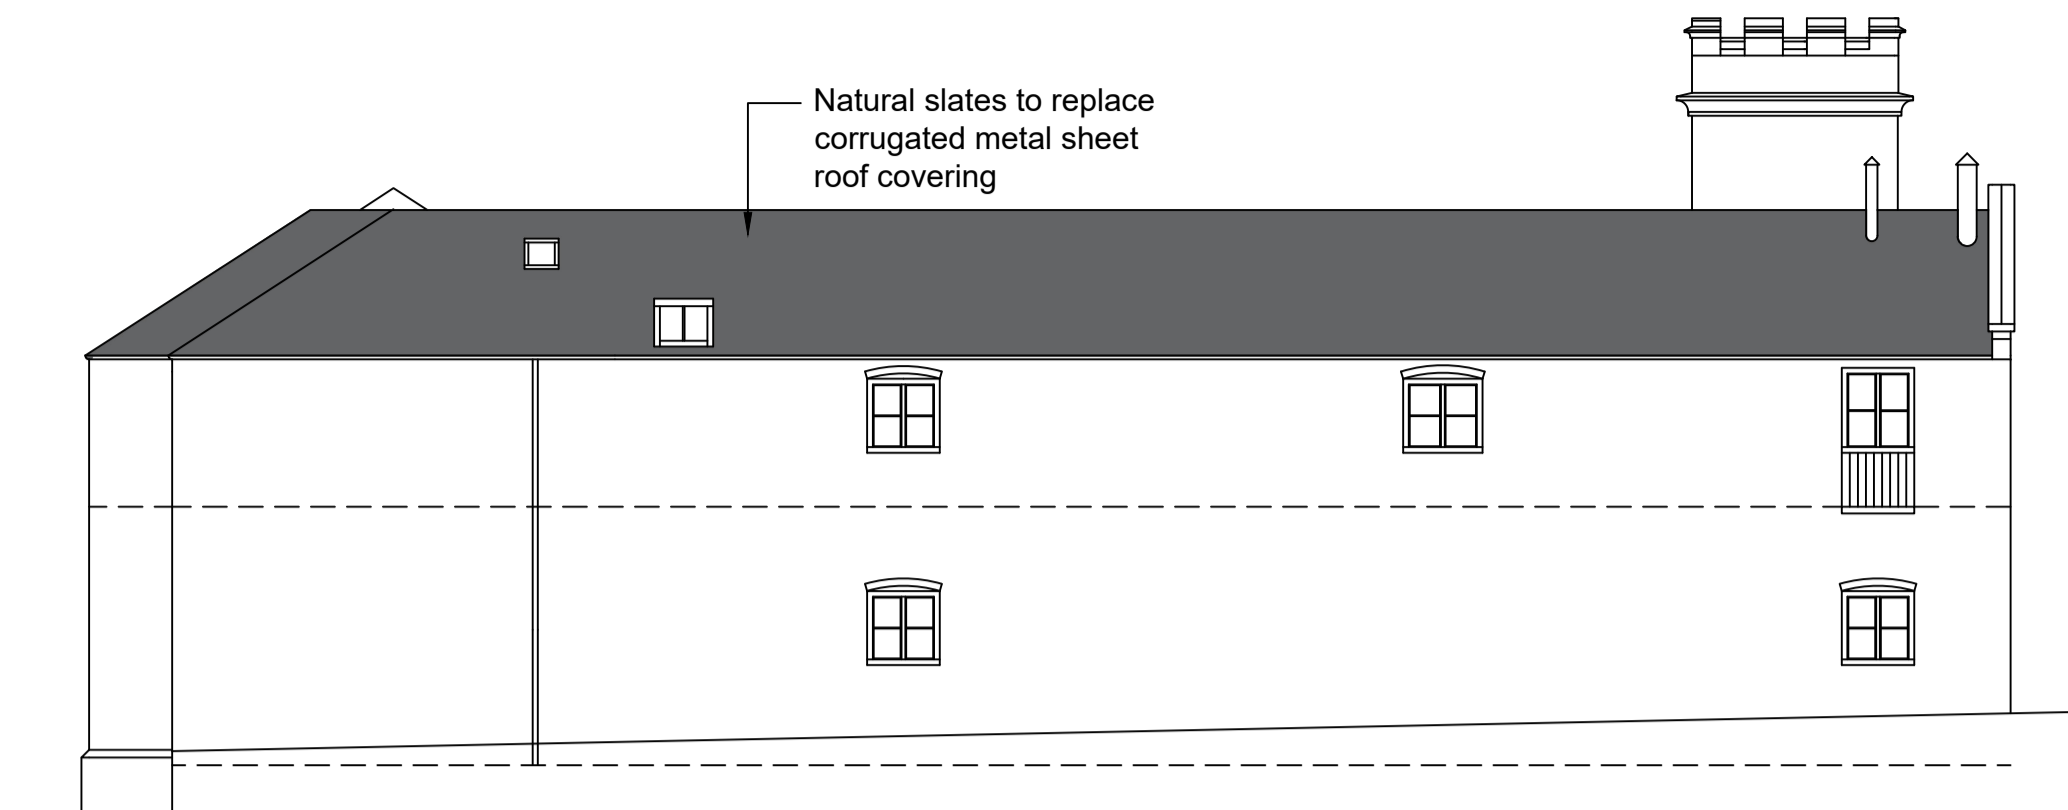 Natural slates to replace
corrugated metal sheet
roof covering